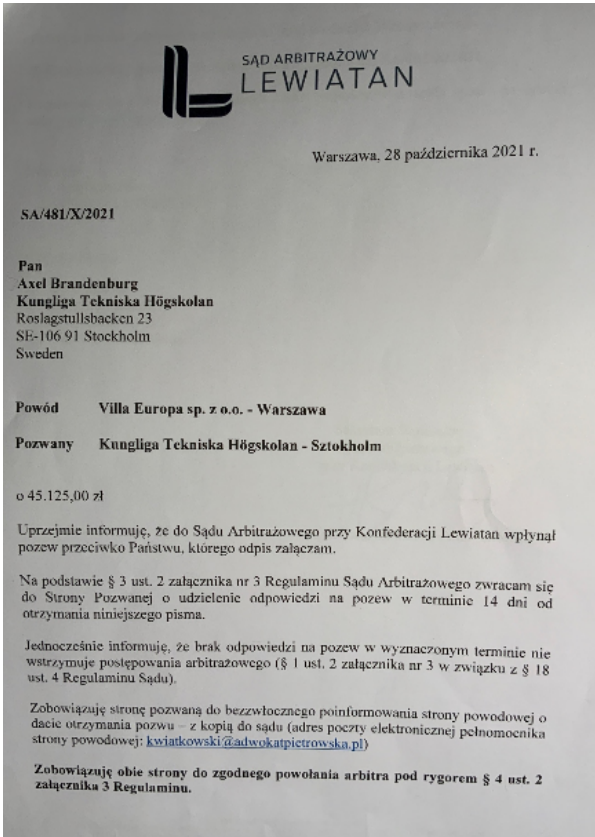 SĄD ARBITRAŻOWY
LEWIATAN
Warszawa, 28 października 2021 r.
SA/481/X/2021
Pan
Axel Brandenburg
Kungliga Tekniska Högskolan
Roslagstullsbacken 23
SE-106 91 Stockholm
Sweden
Powód Villa Europa sp. z o.o. - Warszawa
Pozwany Kungliga Tekniska Högskolan - Sztokholm
o 45.125,00 zł
Uprzejmie informuję, że do Sądu Arbitrażowego przy Konfederacji Lewiatan wpłynął
pozew przeciwko Państwu, którego odpis załączam.
Na podstawie § 3 ust. 2 załącznika nr 3 Regulaminu Sądu Arbitrażowego zwracam się
do Strony Pozwanej o udzielenie odpowiedzi na pozew w terminie 14 dni od
otrzymania niniejszego pisma.
Jednocześnie informuję, że brak odpowiedzi na pozew w wyznaczonym terminie nie
wstrzymuje postępowania arbitrażowego (§ 1 ust. 2 załącznika nr 3 w związku z § 18
ust. 4 Regulaminu Sądu).
Zobowiązuję stronę pozwaną do bezzwłocznego poinformowania strony powodowej o
dacie otrzymania pozwu – z kopią do sądu (adres poczty elektronicznej pełnomocnika
strony powodowej: kwiatkowski@adwokatpietrowska.pl)
Zobowiązuję obie strony do zgodnego powołania arbitra pod rygorem § 4 ust. 2
załącznika 3 Regulaminu.